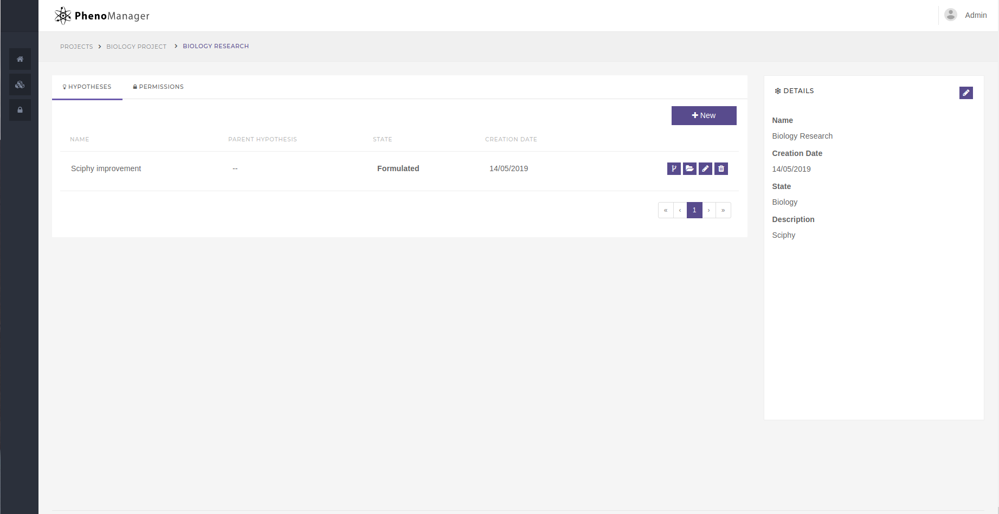 PhenoManager
Admin
PROJECTS > BIOLOGY PROJECT > BIOLOGY RESEARCH
HYPOTHESES
PERMISSIONS
+ New
NAME PARENT HYPOTHESIS STATE CREATION DATE
Sciphy improvement -- Formulated 14/05/2019
« ‹ 1 › »
DETAILS
Name
Biology Research
Creation Date
14/05/2019
State
Biology
Description
Sciphy